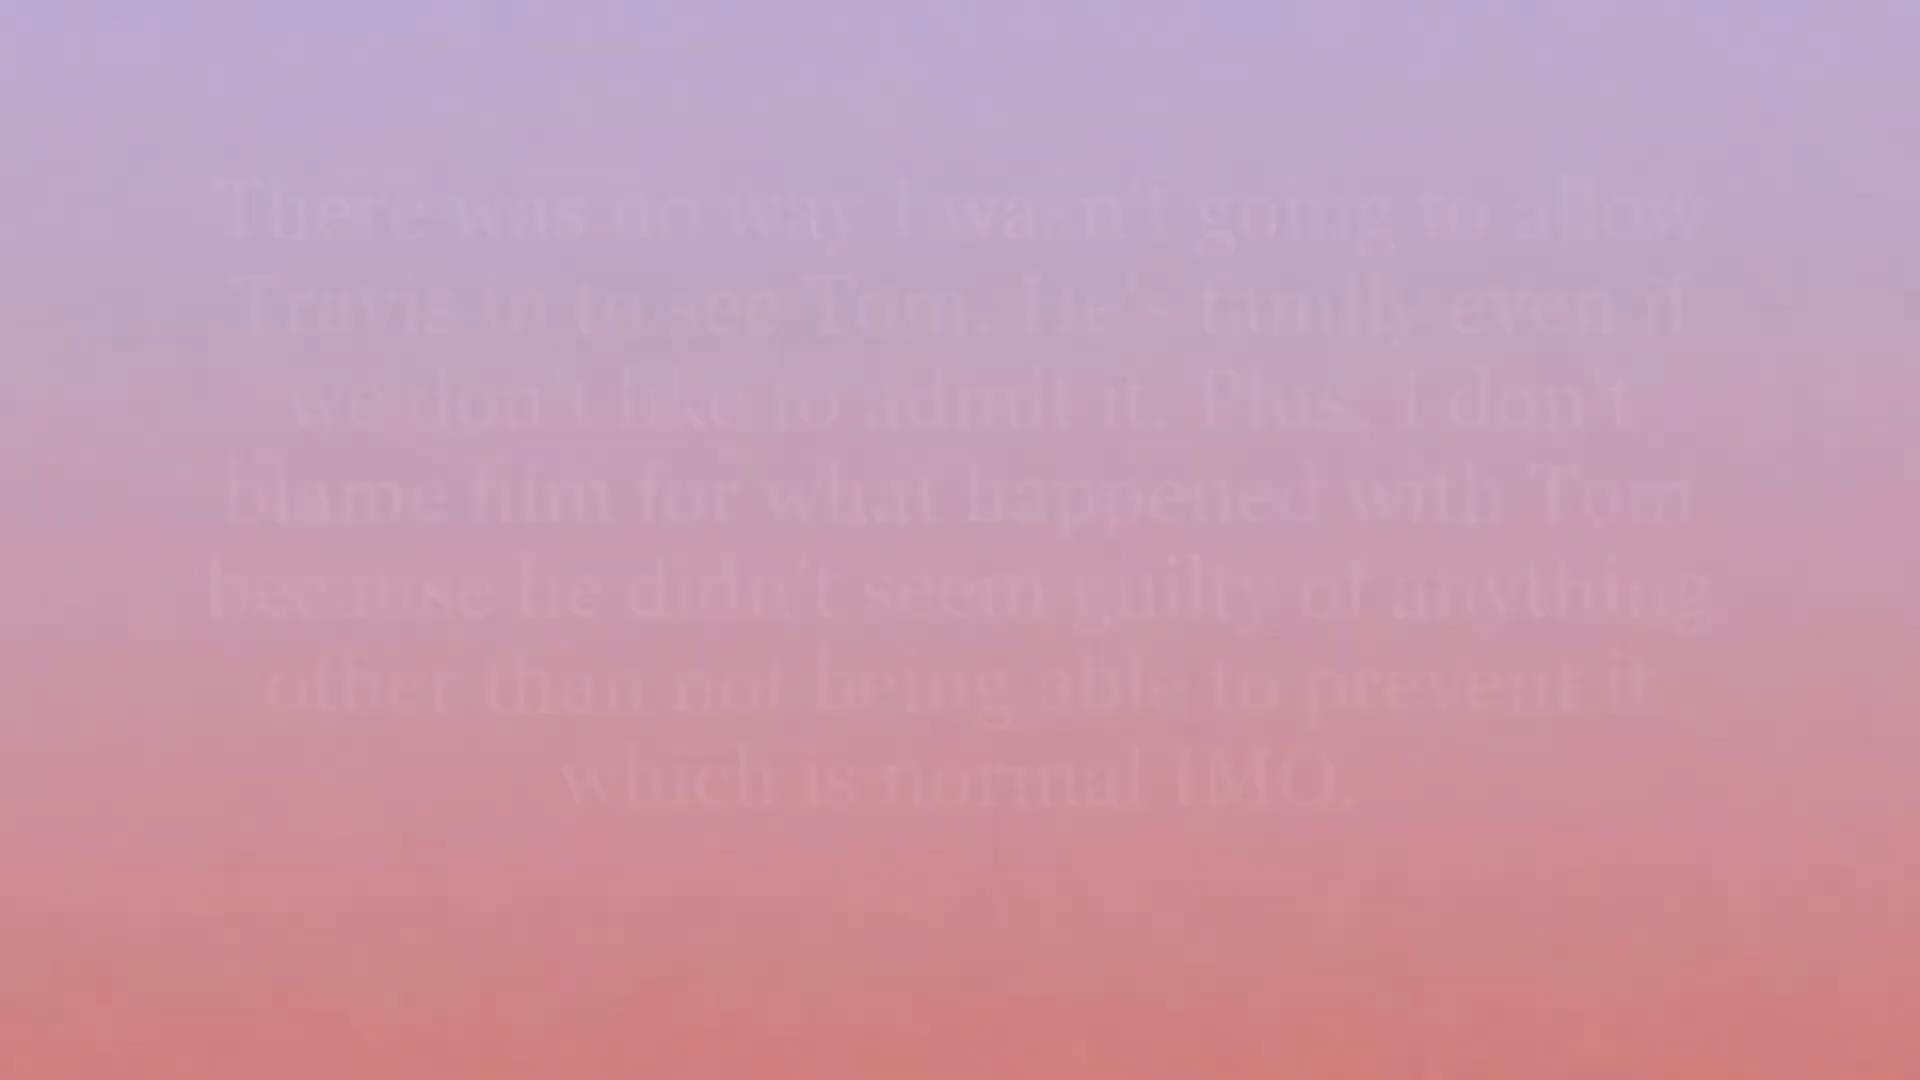 There was no way I wasn't going to allow
Travis in to see Tom. He's family even if
we don't like to admit it. Plus, I don't
blame him for what happened with Tom
because he didn't seem guilty of anything
other than not being able to prevent it
which is normal IMO.